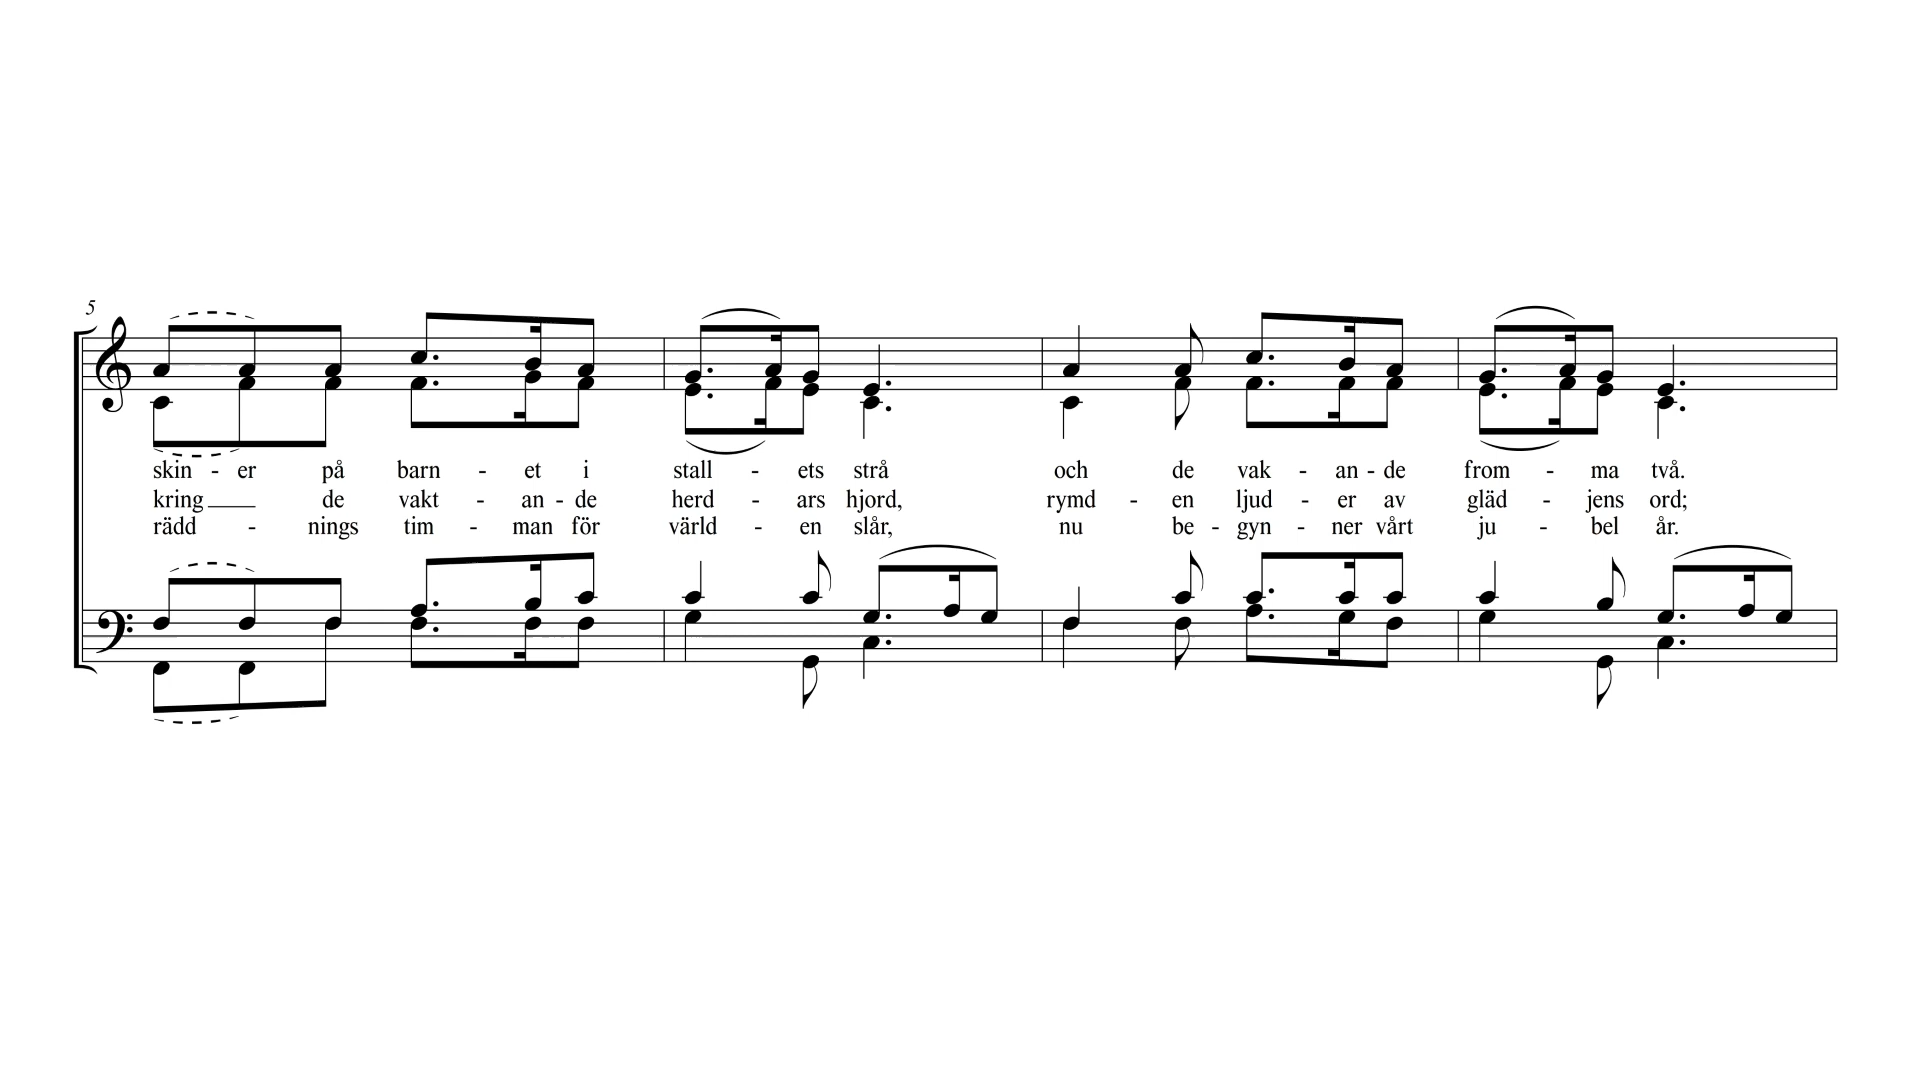 5
skin - er på barn - et i stall - ets strå och de vak - an - de from - ma två.
kring de vakt - an - de herd - ars hjord, rymd - en ljud - er av gläd - jens ord;
rädd - nings tim - man för värld - en slår, nu be - gyn - ner vårt ju - bel år.